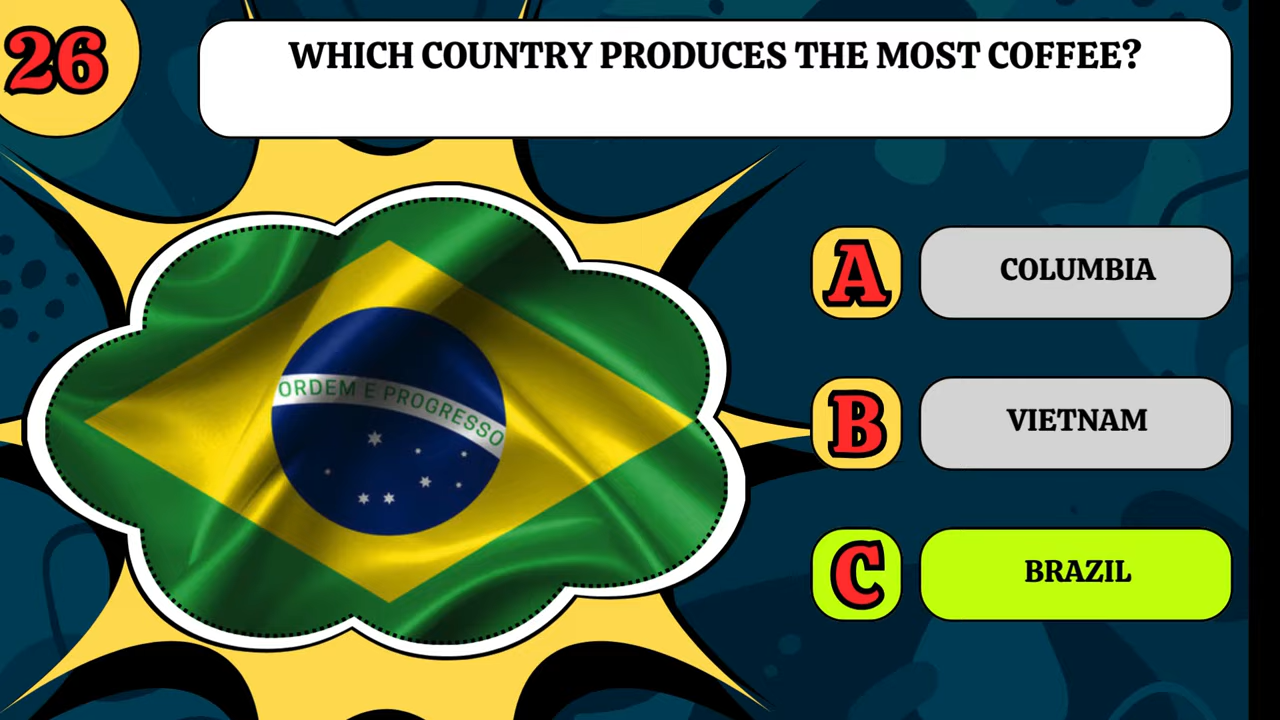 26
WHICH COUNTRY PRODUCES THE MOST COFFEE?
ORDEM E PROGRESSO
A
COLUMBIA
B
VIETNAM
C
BRAZIL